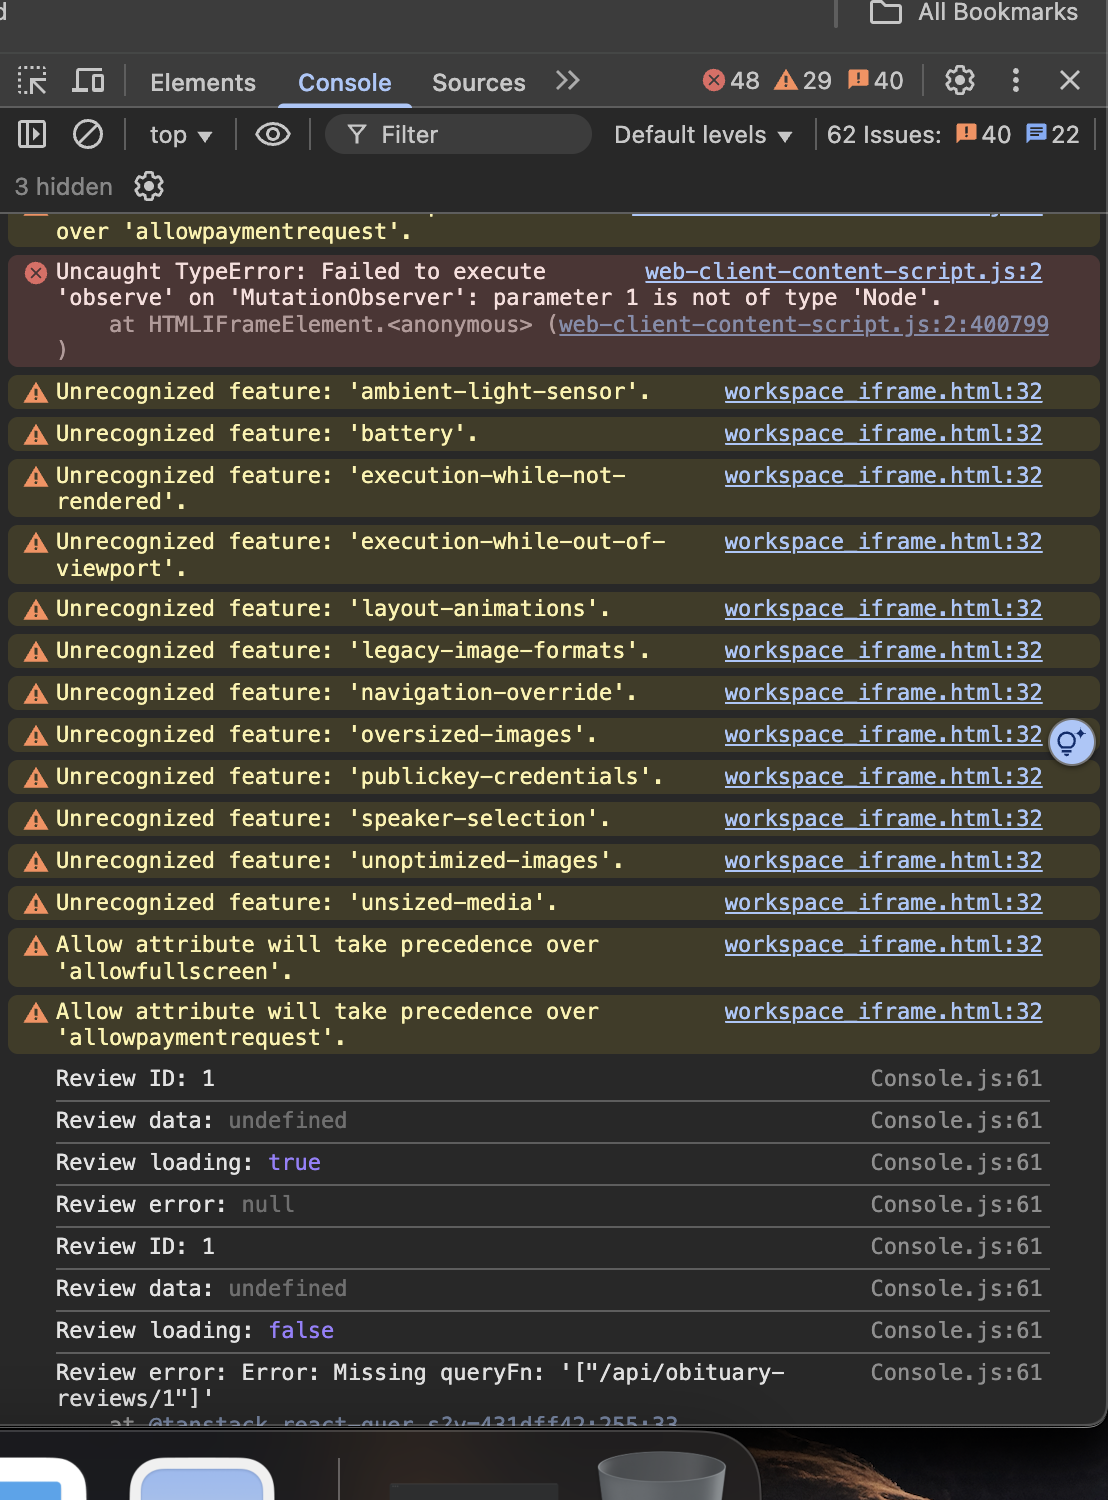 All Bookmarks
Elements Console Sources 48 29 40
top Filter Default levels 62 Issues: 40 22
3 hidden
over 'allowpaymentrequest'.
Uncaught TypeError: Failed to execute web-client-content-script.js:2
'observe' on 'MutationObserver': parameter 1 is not of type 'Node'.
at HTMLIFrameElement.<anonymous> (web-client-content-script.js:2:400799
)
Unrecognized feature: 'ambient-light-sensor'. workspace_iframe.html:32
Unrecognized feature: 'battery'. workspace_iframe.html:32
Unrecognized feature: 'execution-while-not- workspace_iframe.html:32
rendered'.
Unrecognized feature: 'execution-while-out-of- workspace_iframe.html:32
viewport'.
Unrecognized feature: 'layout-animations'. workspace_iframe.html:32
Unrecognized feature: 'legacy-image-formats'. workspace_iframe.html:32
Unrecognized feature: 'navigation-override'. workspace_iframe.html:32
Unrecognized feature: 'oversized-images'. workspace_iframe.html:32
Unrecognized feature: 'publickey-credentials'. workspace_iframe.html:32
Unrecognized feature: 'speaker-selection'. workspace_iframe.html:32
Unrecognized feature: 'unoptimized-images'. workspace_iframe.html:32
Unrecognized feature: 'unsized-media'. workspace_iframe.html:32
Allow attribute will take precedence over workspace_iframe.html:32
'allowfullscreen'.
Allow attribute will take precedence over workspace_iframe.html:32
'allowpaymentrequest'.
Review ID: 1 Console.js:61
Review data: undefined Console.js:61
Review loading: true Console.js:61
Review error: null Console.js:61
Review ID: 1 Console.js:61
Review data: undefined Console.js:61
Review loading: false Console.js:61
Review error: Error: Missing queryFn: '["/api/obituary- Console.js:61
reviews/1"]'
at @tanstack_react-quer…s?v=431dff42:255:33